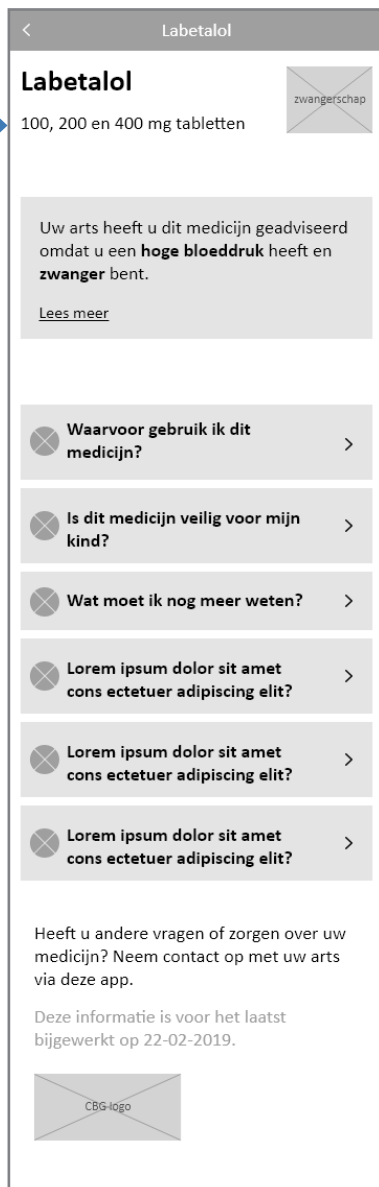 Labetalol
Labetalol
zwangerschap
100, 200 en 400 mg tabletten
Uw arts heeft u dit medicijn geadviseerd
omdat u een hoge bloeddruk heeft en
zwanger bent.
Lees meer
Waarvoor gebruik ik dit
medicijn?
Is dit medicijn veilig voor mijn
kind?
Wat moet ik nog meer weten?
Lorem ipsum dolor sit amet
cons ectetuer adipiscing elit?
Lorem ipsum dolor sit amet
cons ectetuer adipiscing elit?
Lorem ipsum dolor sit amet
cons ectetuer adipiscing elit?
Heeft u andere vragen of zorgen over uw
medicijn? Neem contact op met uw arts
via deze app.
Deze informatie is voor het laatst
bijgewerkt op 22-02-2019.
CBG logo